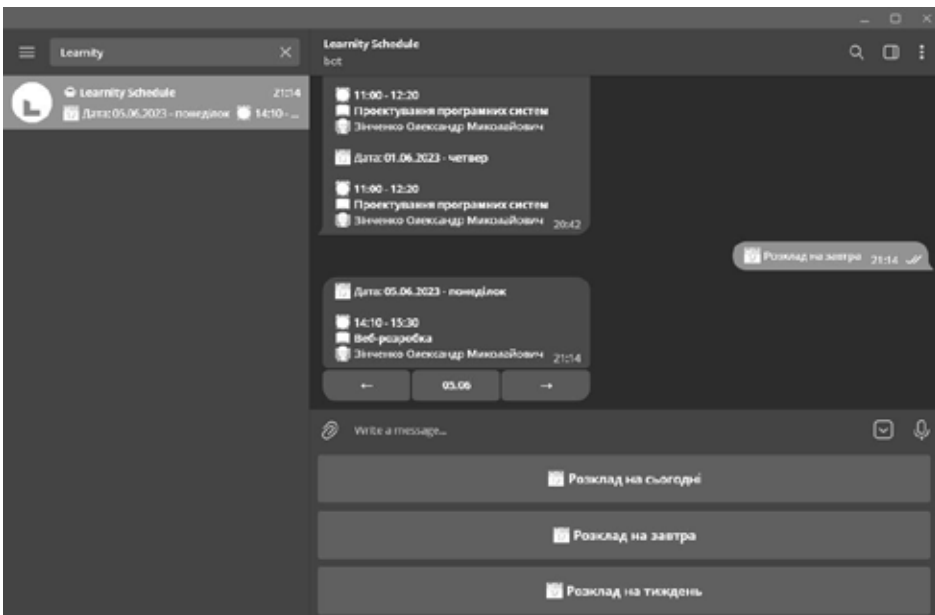 Learnity
Learnity Schedule
21:14
Дата: 05.06.2023 - понеділок 14:10 - ...
Learnity Schedule
bot
11:00 - 12:20
Проектування програмних систем
Зінченко Олександр Миколайович
Дата: 01.06.2023 - четвер
11:00 - 12:20
Проектування програмних систем
Зінченко Олександр Миколайович
20:42
Розклад на завтра 21:14
Дата: 05.06.2023 - понеділок
14:10 - 15:30
Веб-розробка
Зінченко Олександр Миколайович
21:14
← 05.06 →
Write a message...
Розклад на сьогодні
Розклад на завтра
Розклад на тиждень